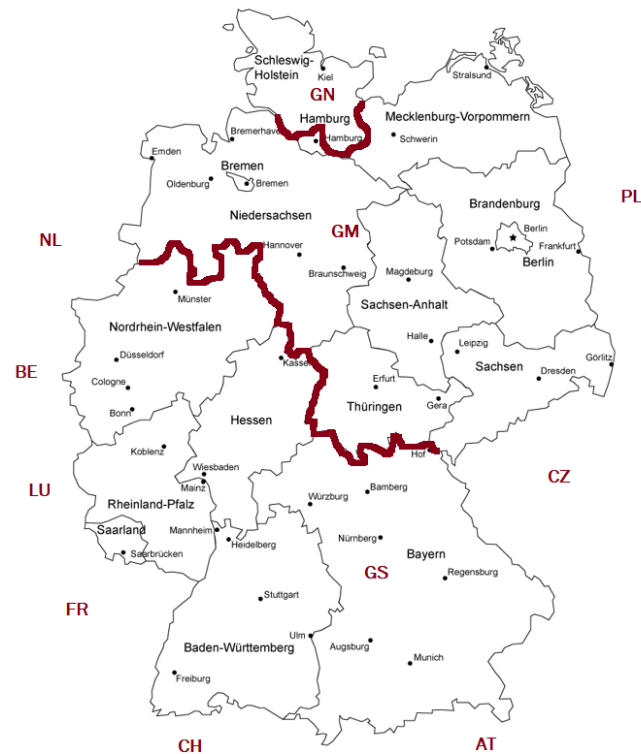 Schleswig-
Holstein
Kiel
Stralsund
GN
Hamburg
Mecklenburg-Vorpommern
Bremerhave
Hamburg
Schwerin
Emden
Bremen
Oldenburg
Bremen
PL
Brandenburg
Niedersachsen
GM
Berlin
NL
Hannover
Potsdam
Frankfurt
Berlin
Braunschweig
Magdeburg
Münster
Sachsen-Anhalt
Nordrhein-Westfalen
Halle
Leipzig
Düsseldorf
Kassel
Görlitz
BE
Sachsen
Cologne
Erfurt
Dresden
Thüringen
Gera
Bonn
Hessen
Koblenz
Hof
LU
Wiesbaden
CZ
Mainz
Bamberg
Rheinland-Pfalz
Würzburg
Saarland
Mannheim
Heidelberg
Nürnberg
Saarbrücken
Bayern
GS
Regensburg
FR
Stuttgart
Ulm
Augsburg
Baden-Württemberg
Munich
Freiburg
CH
AT